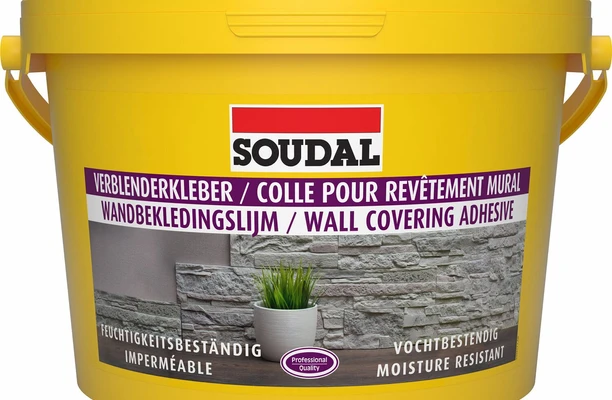 SOUDAL
VERBLENDERKLEBER / COLLE POUR REVÊTEMENT MURAL
WANDBEKLEDINGSLIJM / WALL COVERING ADHESIVE
FEUCHTIGKEITSBESTÄNDIG
IMPERMÉABLE
Professional
Quality
VOCHTBESTENDIG
MOISTURE RESISTANT